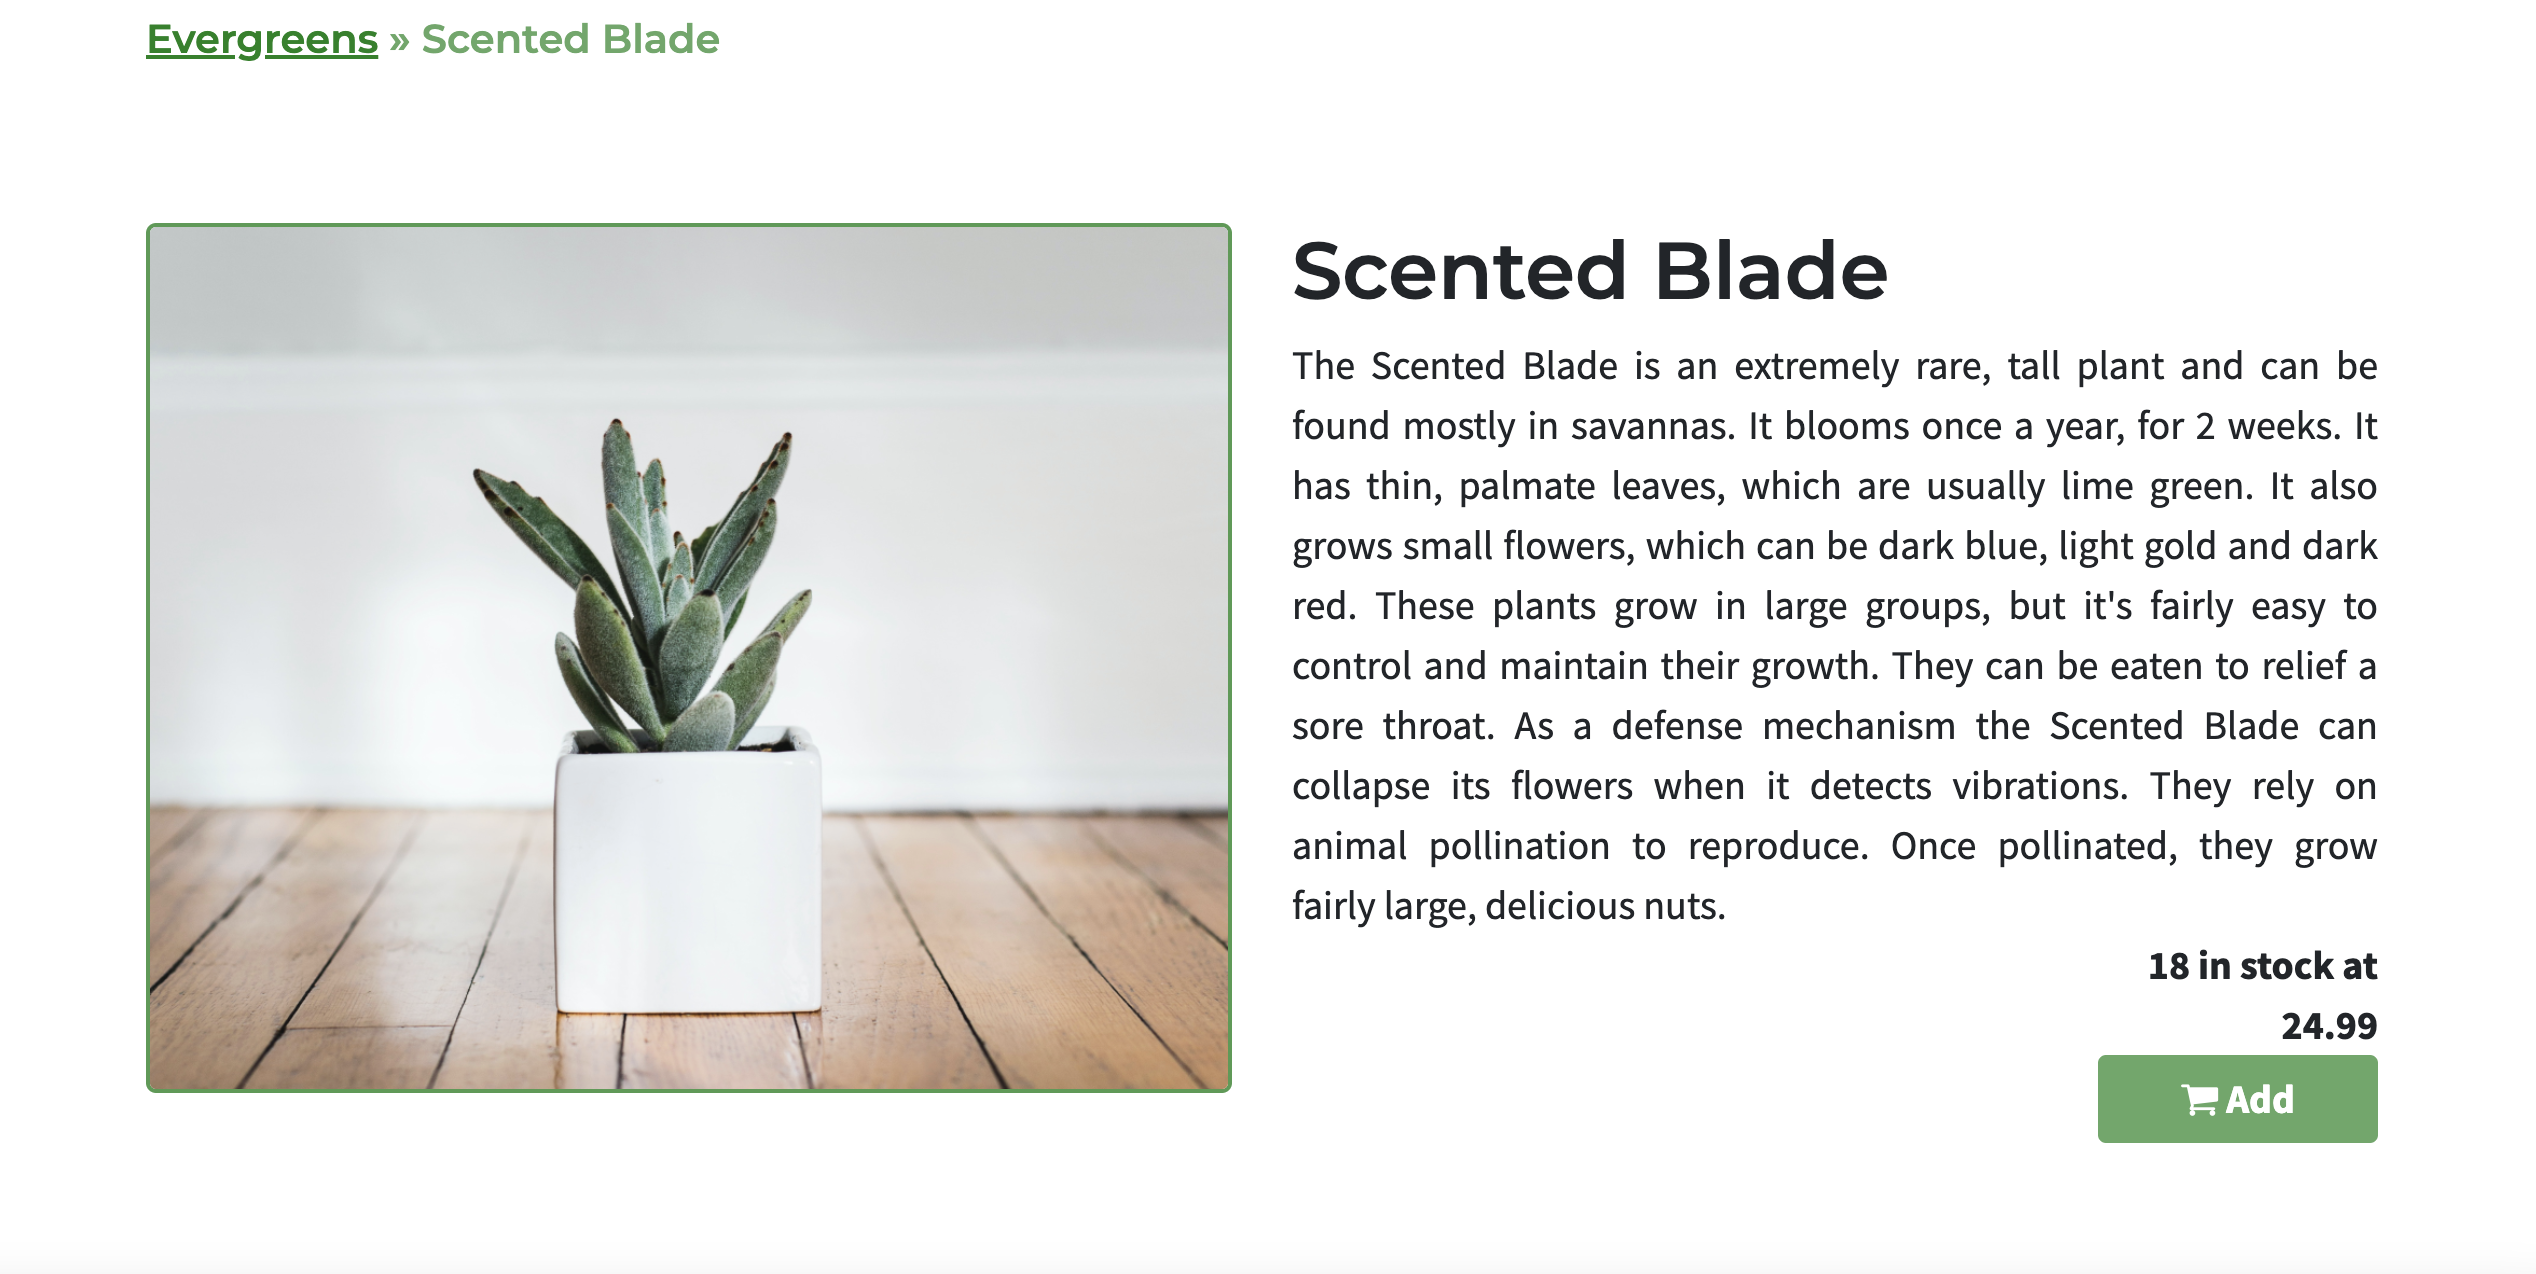 Evergreens » Scented Blade
Scented Blade
The Scented Blade is an extremely rare, tall plant and can be
found mostly in savannas. It blooms once a year, for 2 weeks. It
has thin, palmate leaves, which are usually lime green. It also
grows small flowers, which can be dark blue, light gold and dark
red. These plants grow in large groups, but it's fairly easy to
control and maintain their growth. They can be eaten to relief a
sore throat. As a defense mechanism the Scented Blade can
collapse its flowers when it detects vibrations. They rely on
animal pollination to reproduce. Once pollinated, they grow
fairly large, delicious nuts.
18 in stock at
24.99
Add